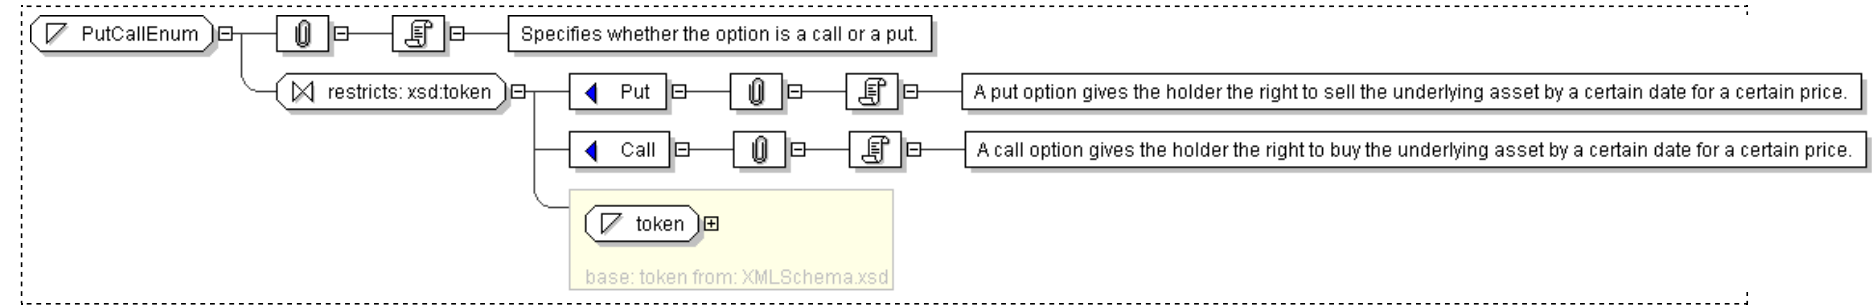 PutCallEnum Specifies whether the option is a call or a put.
restricts: xsd:token Put A put option gives the holder the right to sell the underlying asset by a certain date for a certain price.
Call A call option gives the holder the right to buy the underlying asset by a certain date for a certain price.
token
base: token from: XMLSchema.xsd